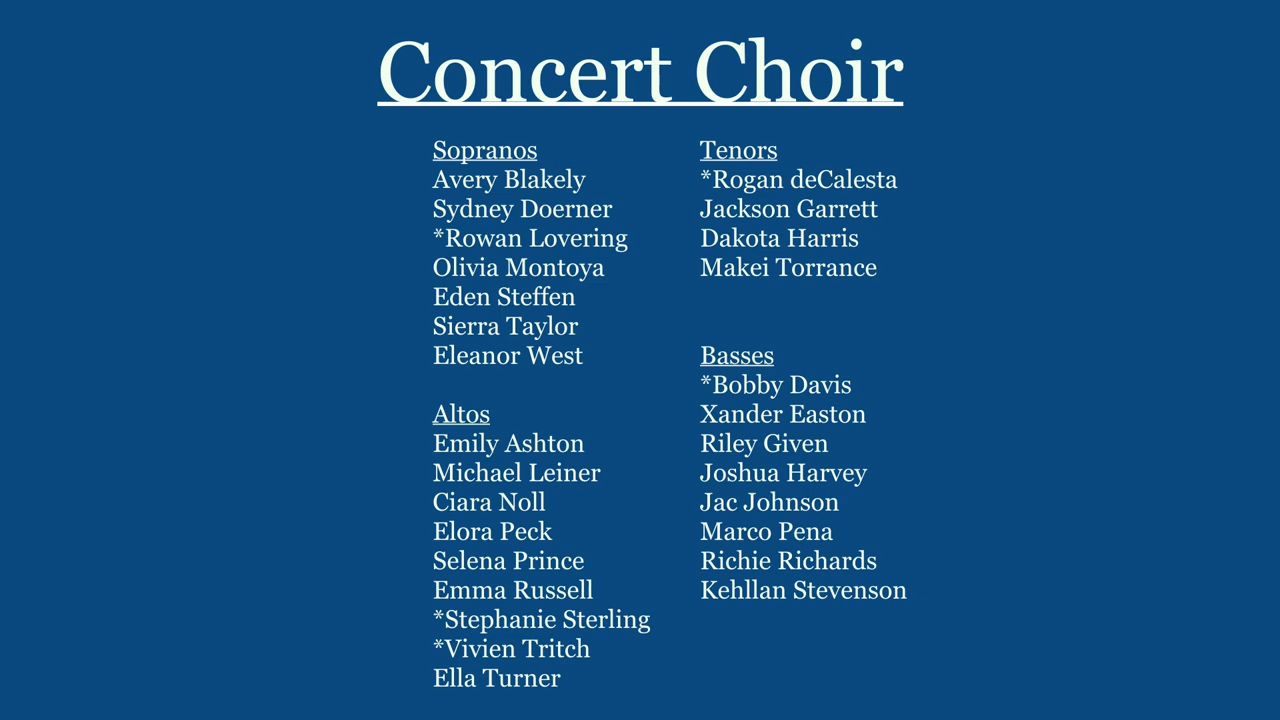 Concert Choir
Sopranos
Avery Blakely
Sydney Doerner
*Rowan Lovering
Olivia Montoya
Eden Steffen
Sierra Taylor
Eleanor West
Altos
Emily Ashton
Michael Leiner
Ciara Noll
Elora Peck
Selena Prince
Emma Russell
*Stephanie Sterling
*Vivien Tritch
Ella Turner
Tenors
*Rogan deCalesta
Jackson Garrett
Dakota Harris
Makei Torrance
Basses
*Bobby Davis
Xander Easton
Riley Given
Joshua Harvey
Jac Johnson
Marco Pena
Richie Richards
Kehllan Stevenson